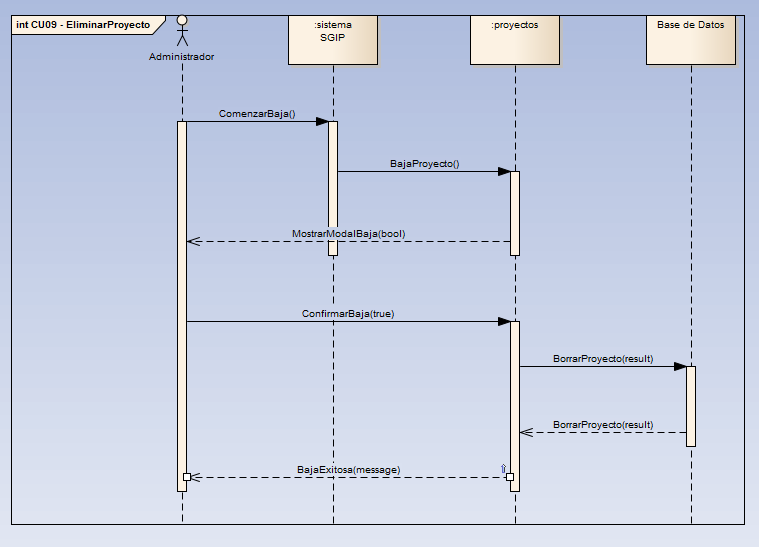 int CU09 - EliminarProyecto
Administrador
:sistema
SGIP
:proyectos
Base de Datos
ComenzarBaja()
BajaProyecto()
MostrarModalBaja(bool)
ConfirmarBaja(true)
BorrarProyecto(result)
BorrarProyecto(result)
BajaExitosa(message)